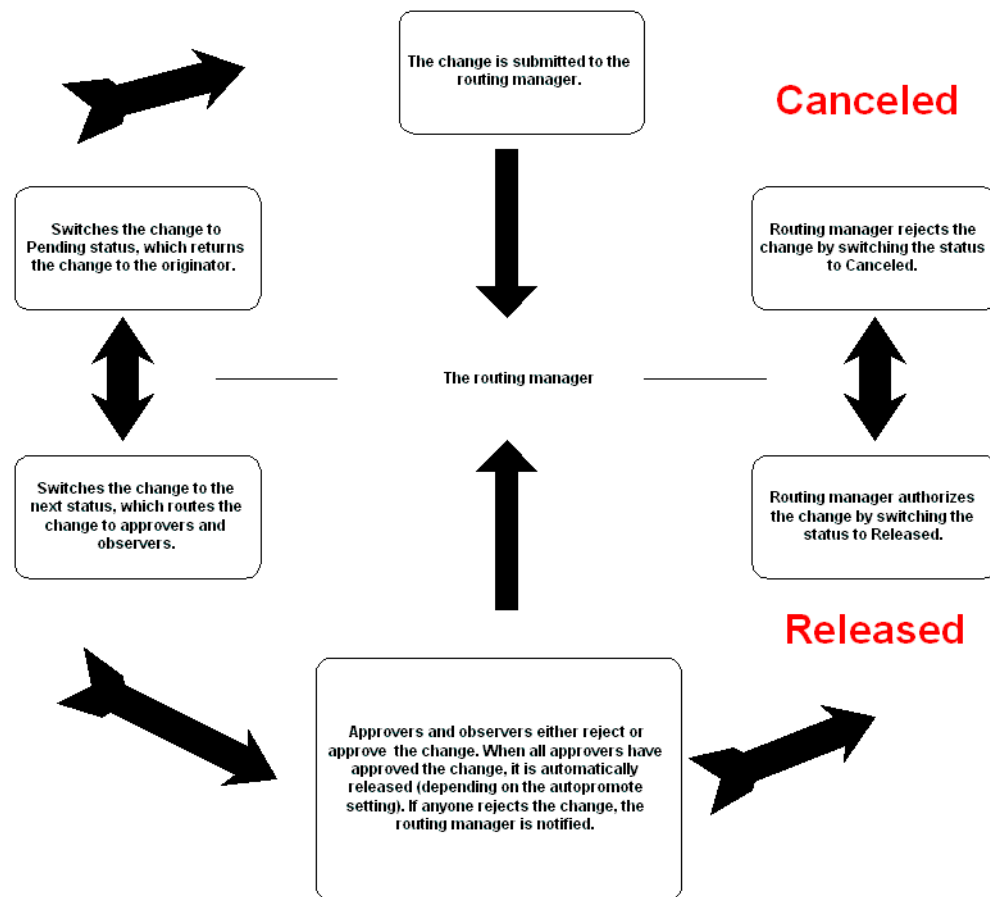 The change is submitted to the
routing manager.
Canceled
Switches the change to
Pending status, which returns
the change to the originator.
Routing manager rejects the
change by switching the status
to Canceled.
The routing manager
Switches the change to the
next status, which routes the
change to approvers and
observers.
Routing manager authorizes
the change by switching the
status to Released.
Released
Approvers and observers either reject or
approve the change. When all approvers have
approved the change, it is automatically
released (depending on the autopromote
setting). If anyone rejects the change, the
routing manager is notified.